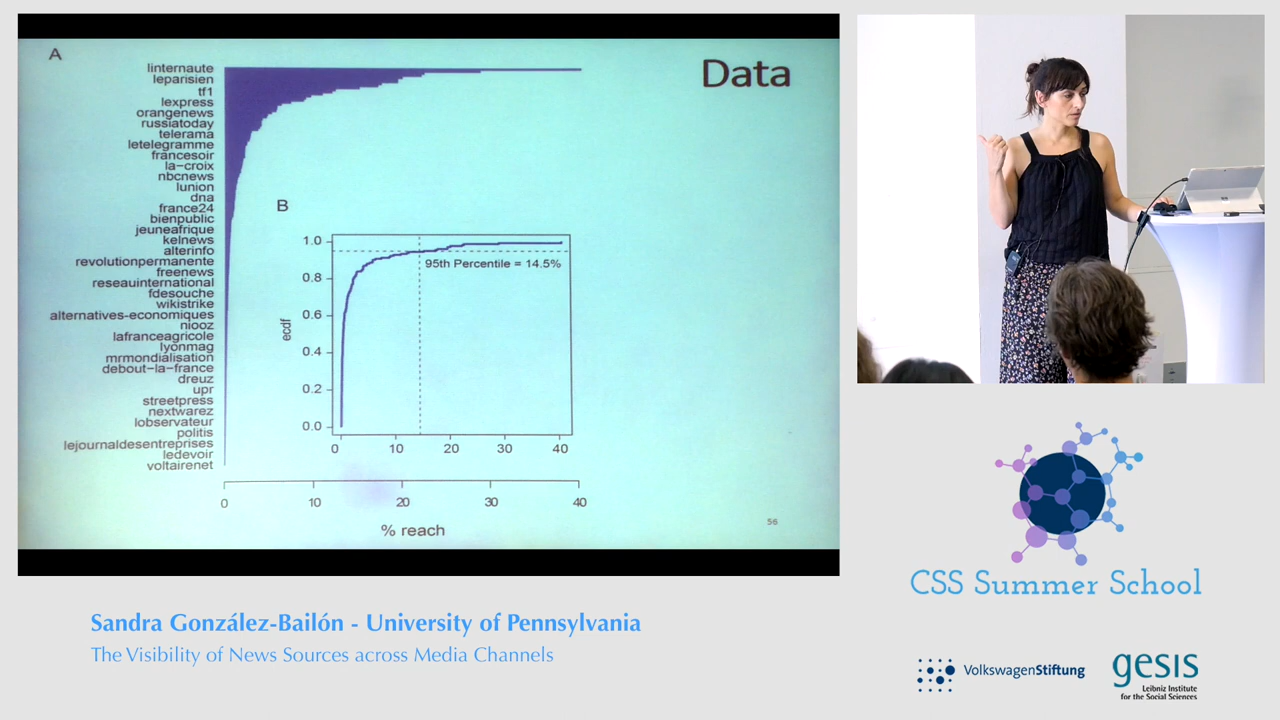 A
Data
linternaute
leparisien
tf1
lexpress
orangenews
russiatoday
telerama
letelegramme
francesoir
la-croix
nbcnews
lunion
dna
france24
bienpublic
jeuneafrique
kelnews
alterinfo
revolutionpermanente
freenews
reseauinternational
fdesouche
wikistrike
alternatives-economiques
niooz
lafranceagricole
lyonmag
mrmondialisation
debout-la-france
dreuz
upr
streetpress
nextwarez
lobservateur
politis
lejournaldesentreprises
ledevoir
voltairenet
B
1.0
0.8
0.6
0.4
0.2
0.0
ecdf
95th Percentile = 14.5%
0 10 20 30 40
0 10 20 30 40
% reach
56
CSS Summer School
Sandra González-Bailón - University of Pennsylvania
The Visibility of News Sources across Media Channels
VolkswagenStiftung
gesis
Leibniz Institute
for the Social Sciences